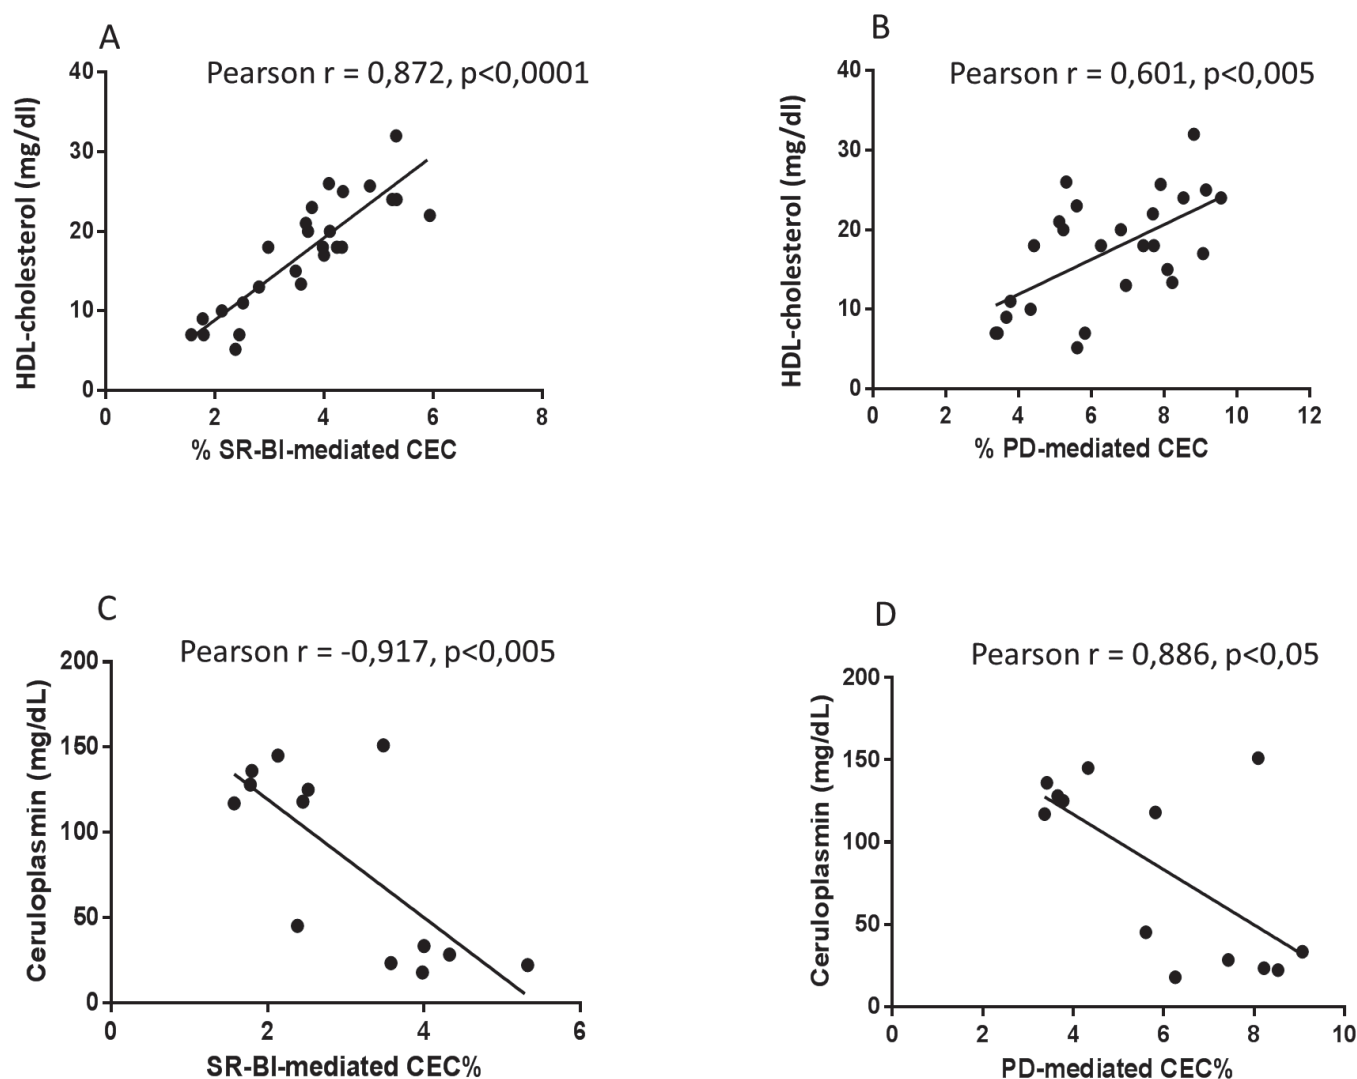 A
Pearson r = 0,872, p<0,0001
HDL-cholesterol (mg/dl)
40
30
20
10
0
0 2 4 6 8
% SR-BI-mediated CEC
B
Pearson r = 0,601, p<0,005
HDL-cholesterol (mg/dl)
40
30
20
10
0
0 2 4 6 8 10 12
% PD-mediated CEC
C
Pearson r = -0,917, p<0,005
Ceruloplasmin (mg/dL)
200
150
100
50
0
0 2 4 6
SR-BI-mediated CEC%
D
Pearson r = 0,886, p<0,05
Ceruloplasmin (mg/dL)
200
150
100
50
0
0 2 4 6 8 10
PD-mediated CEC%